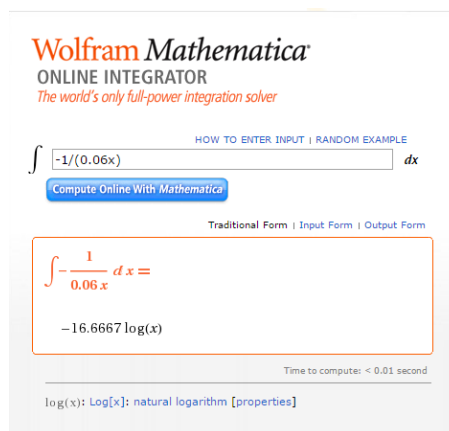 Wolfram Mathematica®
ONLINE INTEGRATOR
The world's only full-power integration solver
HOW TO ENTER INPUT | RANDOM EXAMPLE
∫ -1/(0.06x) dx
Compute Online With Mathematica
Traditional Form | Input Form | Output Form
∫ - 1/0.06 x d x =
−16.6667 log(x)
Time to compute: < 0.01 second
log(x): Log[x]: natural logarithm [properties]